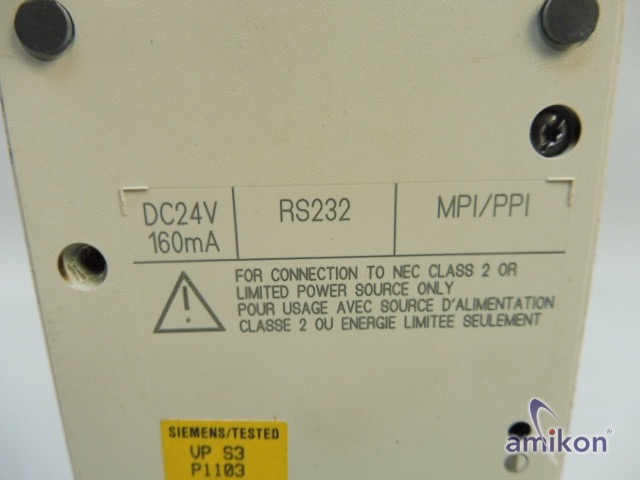 DC24V
160mA
RS232
MPI/PPI
FOR CONNECTION TO NEC CLASS 2 OR
LIMITED POWER SOURCE ONLY
POUR USAGE AVEC SOURCE D'ALIMENTATION
CLASSE 2 OU ENERGIE LIMITEE SEULEMENT
SIEMENS/TESTED
VP S3
P1103
amikon